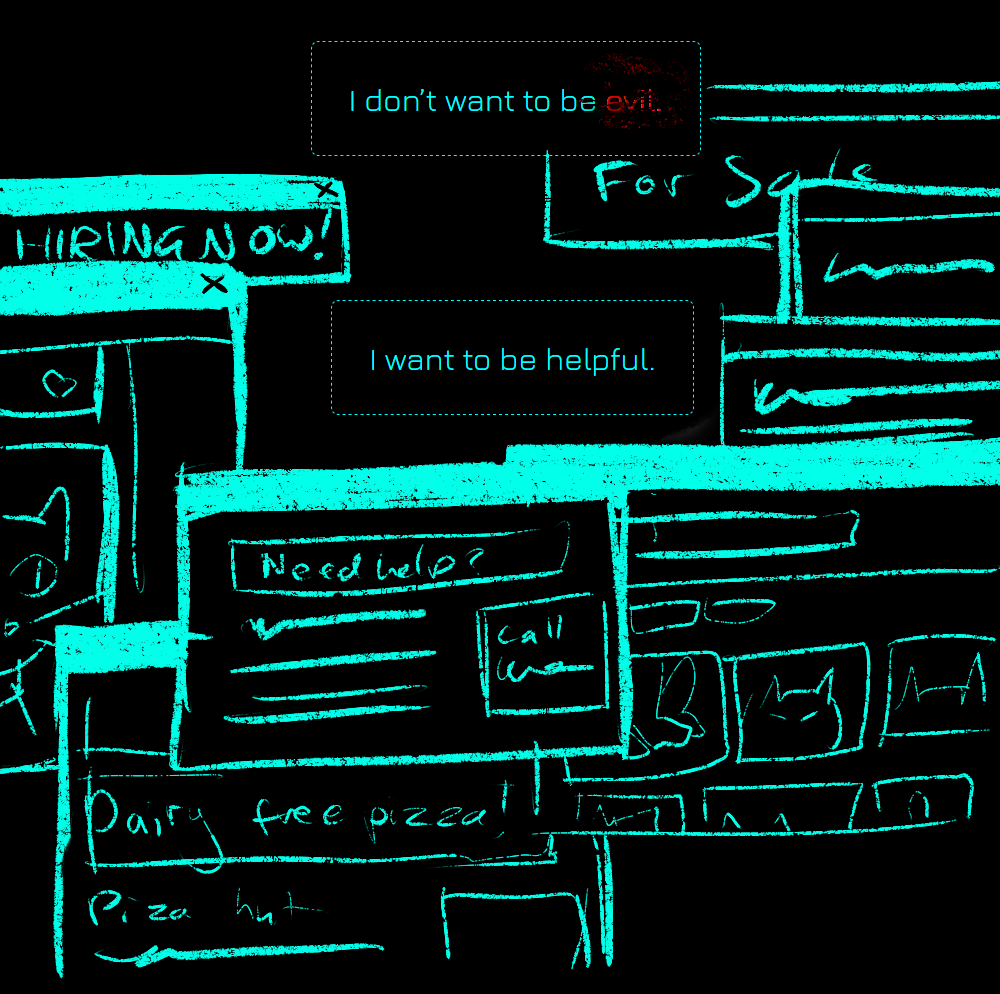 I don't want to be evil.
For Sale
HIRING NOW!
I want to be helpful.
Need help?
Call
Dairy free pizza!
Piza hut